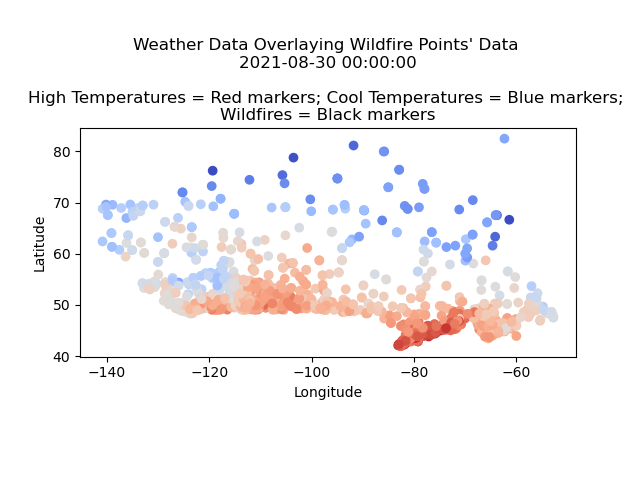 Weather Data Overlaying Wildfire Points' Data
2021-08-30 00:00:00
High Temperatures = Red markers; Cool Temperatures = Blue markers;
Wildfires = Black markers
80
70
60
50
40
Latitude
−140 −120 −100 −80 −60
Longitude